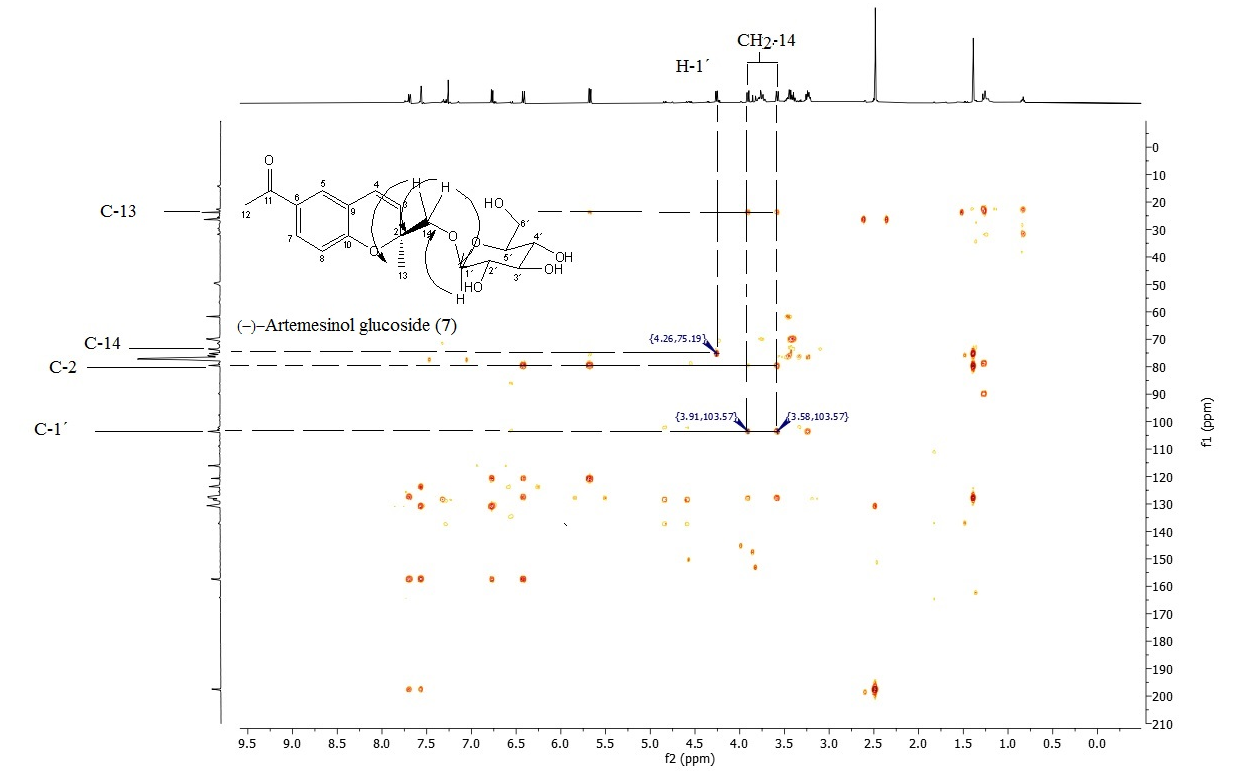 CH2-14
H-1´
C-13
O
12
11
6
5
4
3
7
8
9
10
O
2
13
14
H
H
O
O
HO
6´
5´
4´
OH
3´
OH
2´
HO
1´
H
(−)−Artemesinol glucoside (7)
C-14
C-2
C-1´
{4.26,75.19}
{3.91,103.57}
{3.58,103.57}
0
10
20
30
40
50
60
70
80
90
100
110
120
130
140
150
160
170
180
190
200
210
f1 (ppm)
9.5 9.0 8.5 8.0 7.5 7.0 6.5 6.0 5.5 5.0 4.5 4.0 3.5 3.0 2.5 2.0 1.5 1.0 0.5 0.0
f2 (ppm)